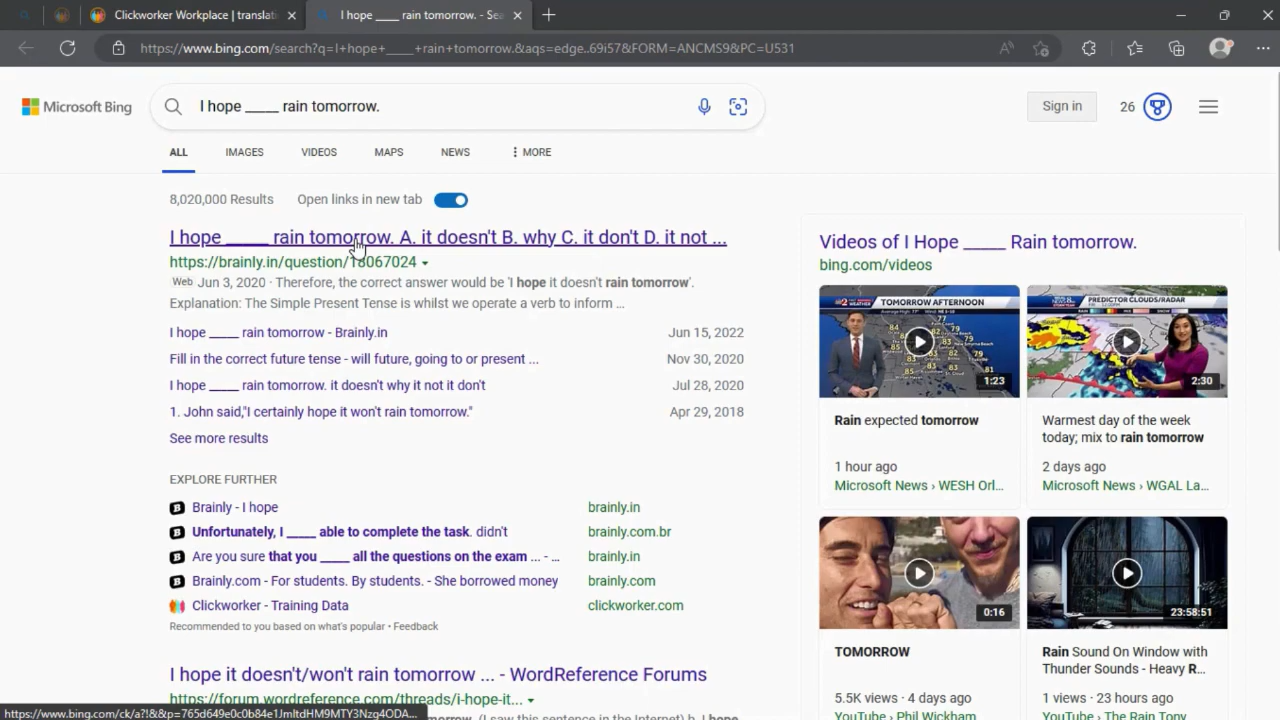 Clickworker Workplace | translati
I hope ____ rain tomorrow. - Sea
https://www.bing.com/search?q=I+hope+____+rain+tomorrow.&aqs=edge..69i57&FORM=ANCMS9&PC=U531
Microsoft Bing
I hope _____ rain tomorrow.
Sign in
26
ALL
IMAGES
VIDEOS
MAPS
NEWS
MORE
8,020,000 Results
Open links in new tab
I hope _____ rain tomorrow. A. it doesn't B. why C. it don't D. it not ...
https://brainly.in/question/18067024
Web Jun 3, 2020 · Therefore, the correct answer would be 'I hope it doesn't rain tomorrow'.
Explanation: The Simple Present Tense is whilst we operate a verb to inform ...
I hope ____ rain tomorrow - Brainly.in
Jun 15, 2022
Fill in the correct future tense - will future, going to or present ...
Nov 30, 2020
I hope ____ rain tomorrow. it doesn't why it not it don't
Jul 28, 2020
1. John said,"I certainly hope it won't rain tomorrow."
Apr 29, 2018
See more results
EXPLORE FURTHER
Brainly - I hope
brainly.in
Unfortunately, I ____ able to complete the task. didn't
brainly.com.br
Are you sure that you ____ all the questions on the exam ... - ...
brainly.in
Brainly.com - For students. By students. - She borrowed money
brainly.com
Clickworker - Training Data
clickworker.com
Recommended to you based on what's popular • Feedback
I hope it doesn't/won't rain tomorrow ... - WordReference Forums
https://forum.wordreference.com/threads/i-hope-it...
tomorrow. (I saw this sentence in the Internet) b. I hope
https://www.bing.com/ck/a?!&&p=765d649e0c0b84e1JmltdHM9MTY3Nzg4ODA...
Videos of I Hope _____ Rain tomorrow.
bing.com/videos
2 WEATHER TOMORROW AFTERNOON
1:23
PREDICTOR CLOUDS/RADAR
2:30
Rain expected tomorrow
1 hour ago
Microsoft News › WESH Orl...
Warmest day of the week
today; mix to rain tomorrow
2 days ago
Microsoft News › WGAL La...
0:16
23:58:51
TOMORROW
5.5K views · 4 days ago
YouTube › Phil Wickham
Rain Sound On Window with
Thunder Sounds - Heavy R...
1 views · 23 hours ago
YouTube › The Rain Tony